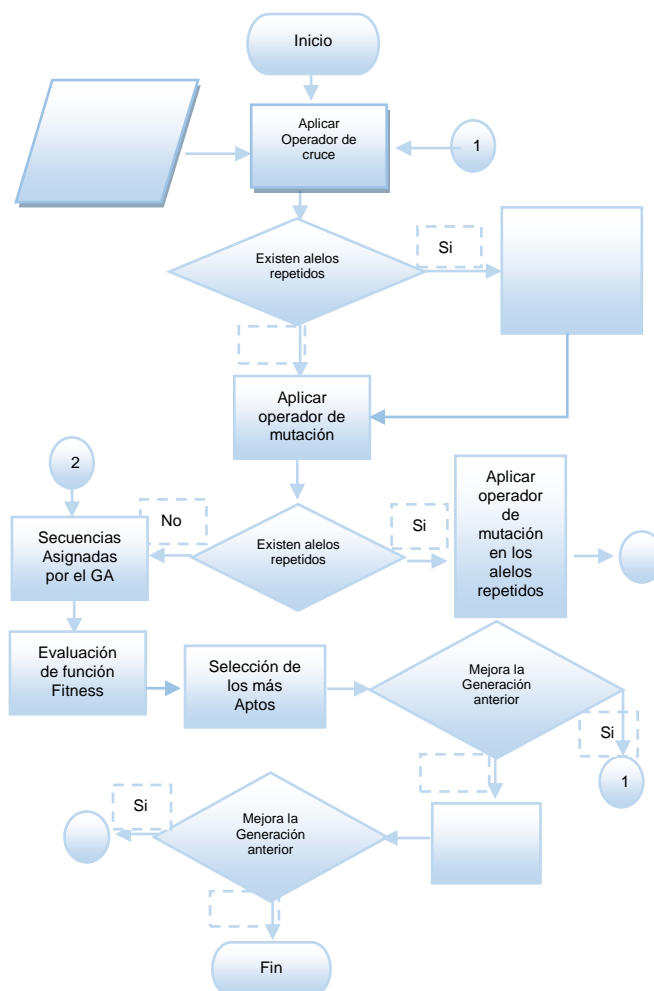 Inicio
Aplicar
Operador de
cruce
1
Existen alelos
repetidos
Si
Aplicar
operador de
mutación
2
No
Secuencias
Asignadas
por el GA
Existen alelos
repetidos
Si
Aplicar
operador
de
mutación
en los
alelos
repetidos
Evaluación
de función
Fitness
Selección de
los más
Aptos
Mejora la
Generación
anterior
Si
1
Mejora la
Generación
anterior
Si
Fin